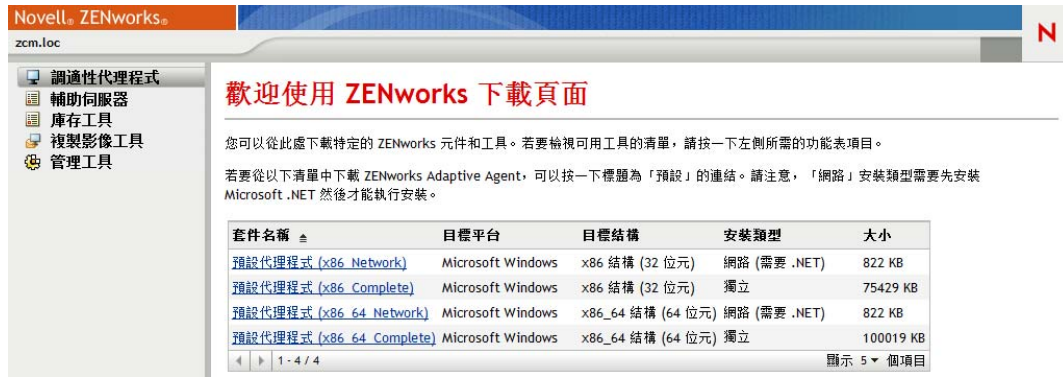 Novell® ZENworks®
zcm.loc
N
調適性代理程式
輔助伺服器
庫存工具
複製影像工具
管理工具
歡迎使用 ZENworks 下載頁面
您可以從此處下載特定的 ZENworks 元件和工具。若要檢視可用工具的清單，請按一下左側所需的功能表項目。
若要從以下清單中下載 ZENworks Adaptive Agent，可以按一下標題為「預設」的連結。請注意，「網路」安裝類型需要先安裝
Microsoft .NET 然後才能執行安裝。
套件名稱 目標平台 目標結構 安裝類型 大小
預設代理程式 (x86_Network) Microsoft Windows x86 結構 (32 位元) 網路 (需要 .NET) 822 KB
預設代理程式 (x86_Complete) Microsoft Windows x86 結構 (32 位元) 獨立 75429 KB
預設代理程式 (x86_64_Network) Microsoft Windows x86_64 結構 (64 位元) 網路 (需要 .NET) 822 KB
預設代理程式 (x86_64_Complete) Microsoft Windows x86_64 結構 (64 位元) 獨立 100019 KB
1 - 4 / 4 顯示 5 個項目